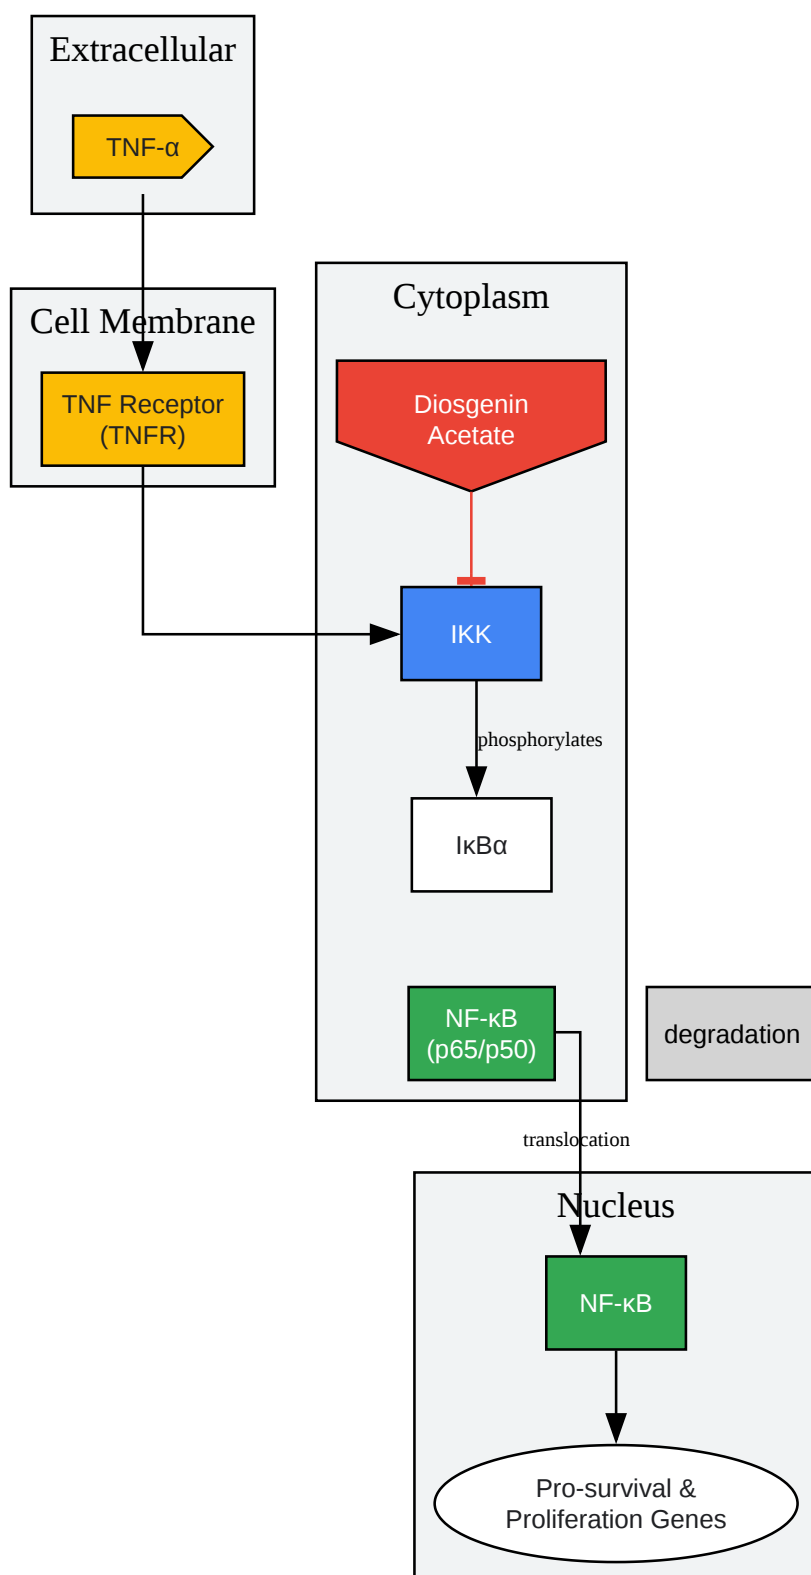 Extracellular
TNF-α
Cell Membrane
TNF Receptor
(TNFR)
Cytoplasm
Diosgenin
Acetate
IKK
phosphorylates
IκBα
NF-κB
(p65/p50)
degradation
translocation
Nucleus
NF-κB
Pro-survival &
Proliferation Genes